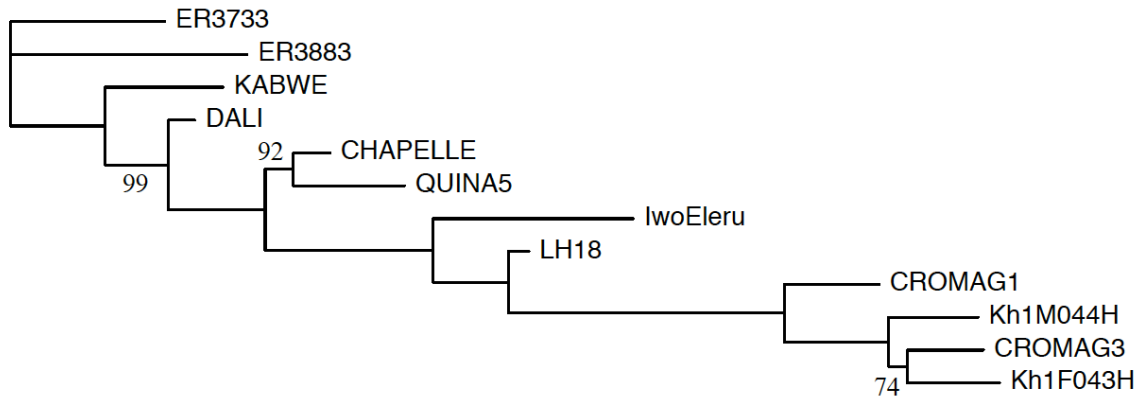 ER3733
ER3883
KABWE
DALI
92
CHAPELLE
99
QUINA5
IwoEleru
LH18
CROMAG1
Kh1M044H
CROMAG3
74
Kh1F043H